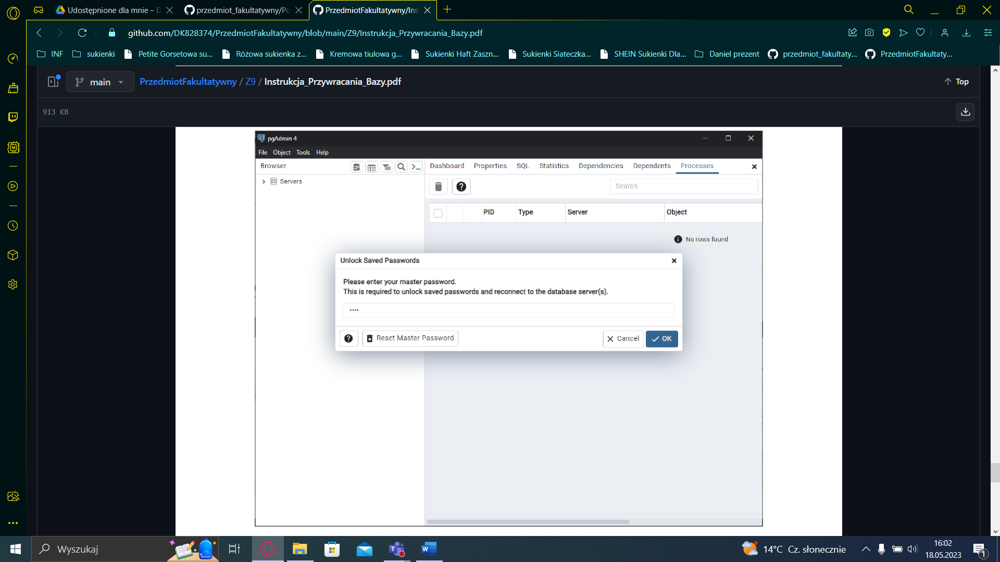 Udostępnione dla mnie – D
przedmiot_fakultatywny/Po
PrzedmiotFakultatywny/Ins
github.com/DK828374/PrzedmiotFakultatywny/blob/main/Z9/Instrukcja_Przywracania_Bazy.pdf
INF
sukienki
Petite Gorsetowa su...
Różowa sukienka z...
Kremowa tiulowa g...
Sukienki Haft Zaszn...
Sukienki Siateczka...
SHEIN Sukienki Dla...
Daniel prezent
przedmiot_fakultaty...
PrzedmiotFakultaty...
main
PrzedmiotFakultatywny / Z9 / Instrukcja_Przywracania_Bazy.pdf
Top
913 KB
pgAdmin 4
File Object Tools Help
Browser
Dashboard Properties SQL Statistics Dependencies Dependents Processes
Servers
Search
PID Type Server Object
No rows found
Unlock Saved Passwords
Please enter your master password.
This is required to unlock saved passwords and reconnect to the database server(s).
••••
Reset Master Password
Cancel
OK
Wyszukaj
14°C Cz. słonecznie
16:02
18.05.2023
1